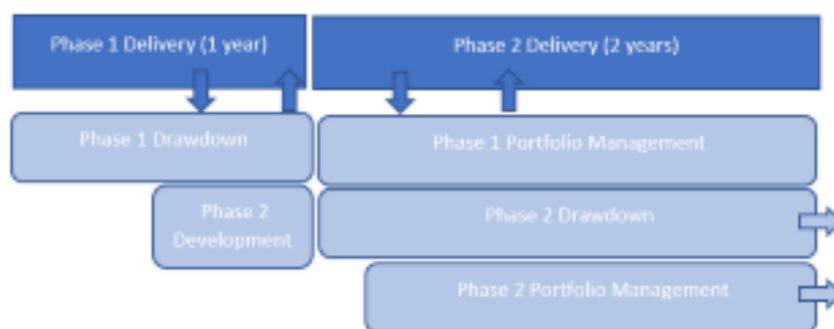 Phase 1 Delivery (1 year)
Phase 2 Delivery (2 years)
Phase 1 Drawdown
Phase 1 Portfolio Management
Phase 2
Development
Phase 2 Drawdown
Phase 2 Portfolio Management